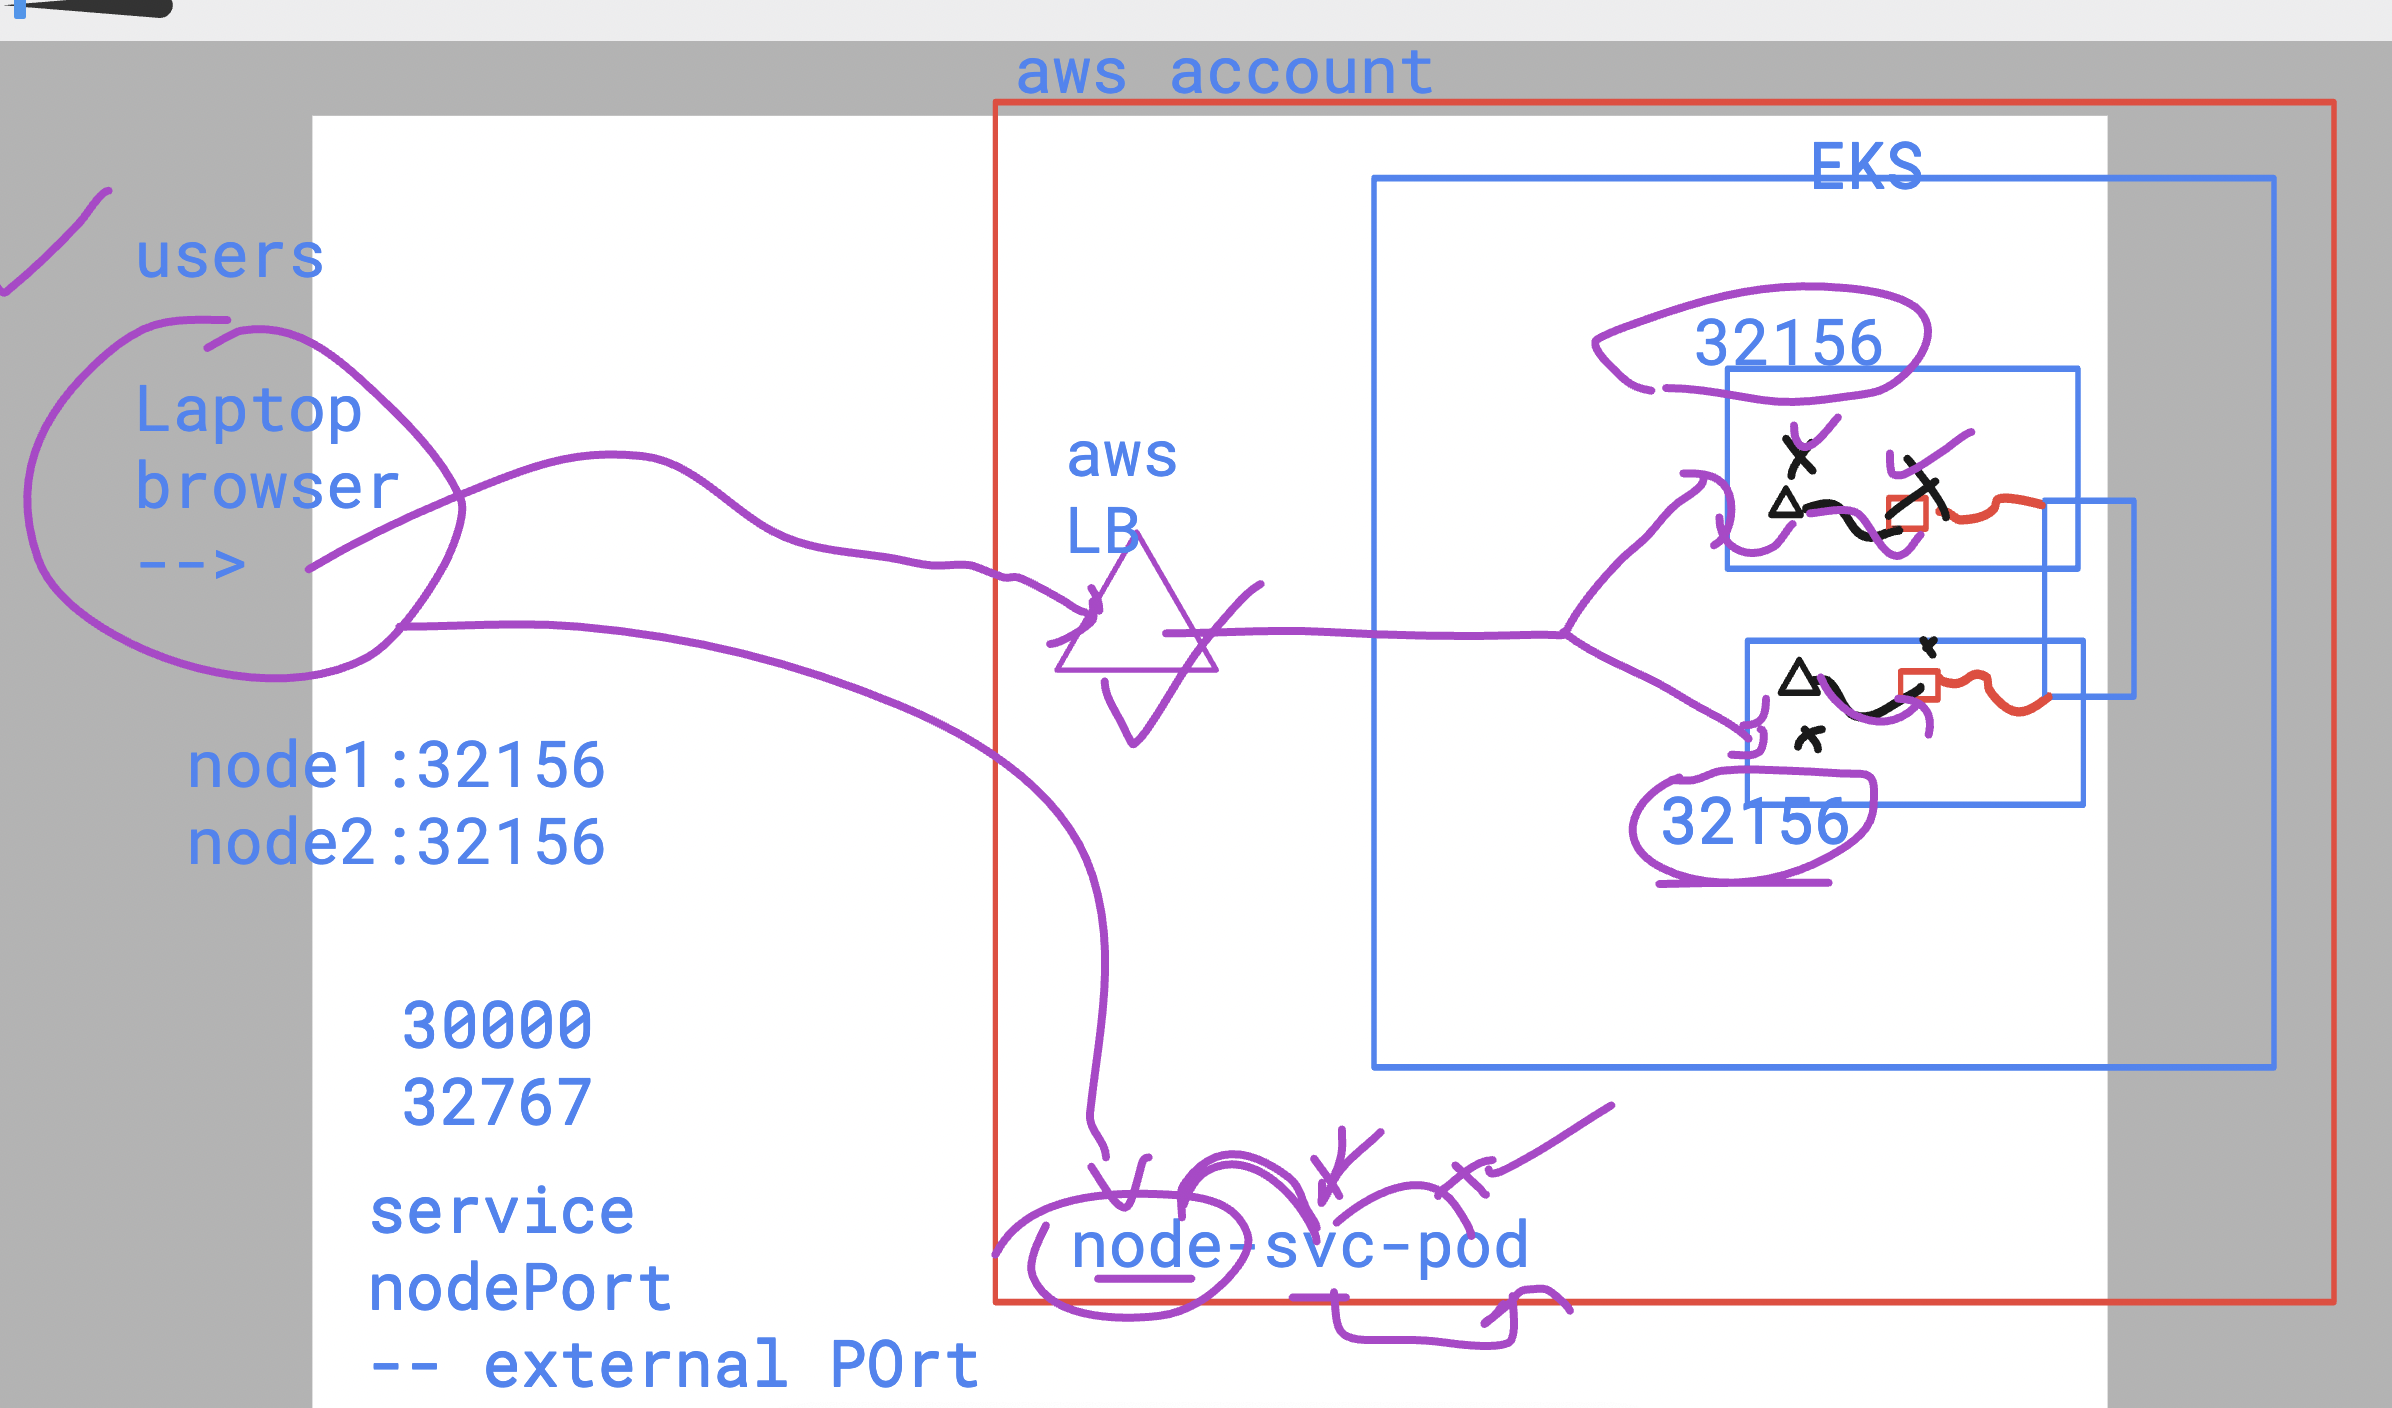 aws account
EKS
users
32156
Laptop
browser
-->
aws
LB
node1:32156
node2:32156
32156
30000
32767
service
nodePort
-- external POrt
node-svc-pod